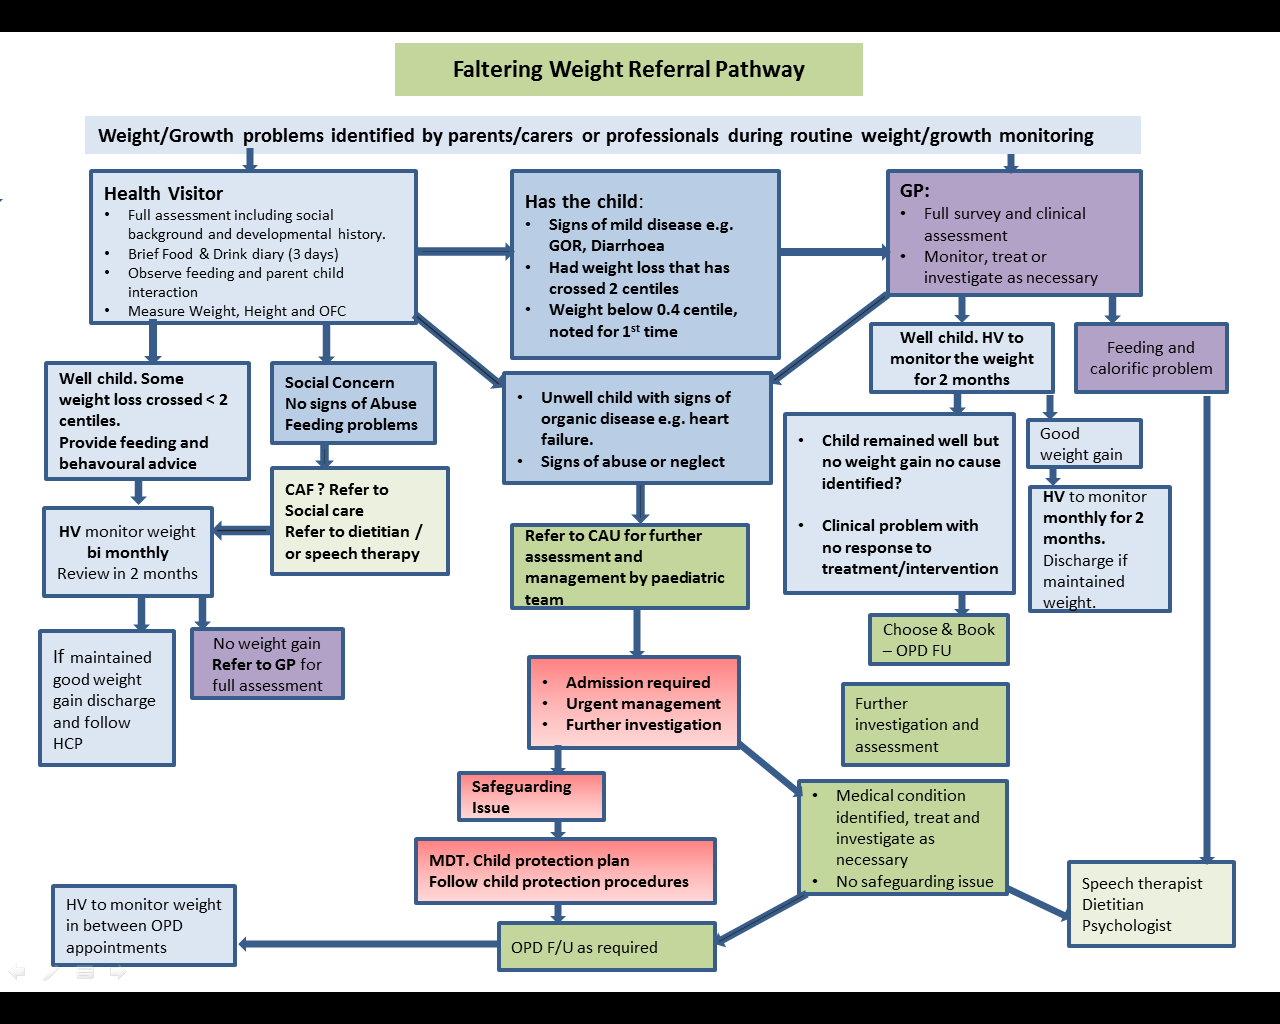 Faltering Weight Referral Pathway
Weight/Growth problems identified by parents/carers or professionals during routine weight/growth monitoring
Health Visitor
• Full assessment including social
background and developmental history.
• Brief Food & Drink diary (3 days)
• Observe feeding and parent child
interaction
• Measure Weight, Height and OFC
Has the child:
• Signs of mild disease e.g.
GOR, Diarrhoea
• Had weight loss that has
crossed 2 centiles
• Weight below 0.4 centile,
noted for 1st time
GP:
• Full survey and clinical
assessment
• Monitor, treat or
investigate as necessary
Well child. Some
weight loss crossed < 2
centiles.
Provide feeding and
behavoural advice
Social Concern
No signs of Abuse
Feeding problems
• Unwell child with signs of
organic disease e.g. heart
failure.
• Signs of abuse or neglect
Well child. HV to
monitor the weight
for 2 months
Feeding and
calorific problem
CAF ? Refer to
Social care
Refer to dietitian /
or speech therapy
HV monitor weight
bi monthly
Review in 2 months
• Child remained well but
no weight gain no cause
identified?
• Clinical problem with
no response to
treatment/intervention
Good
weight gain
HV to monitor
monthly for 2
months.
Discharge if
maintained
weight.
Refer to CAU for further
assessment and
management by paediatric
team
If maintained
good weight
gain discharge
and follow
HCP
No weight gain
Refer to GP for
full assessment
Choose & Book
– OPD FU
• Admission required
• Urgent management
• Further investigation
Further
investigation and
assessment
Safeguarding
Issue
• Medical condition
identified, treat and
investigate as
necessary
• No safeguarding issue
MDT. Child protection plan
Follow child protection procedures
Speech therapist
Dietitian
Psychologist
HV to monitor weight
in between OPD
appointments
OPD F/U as required